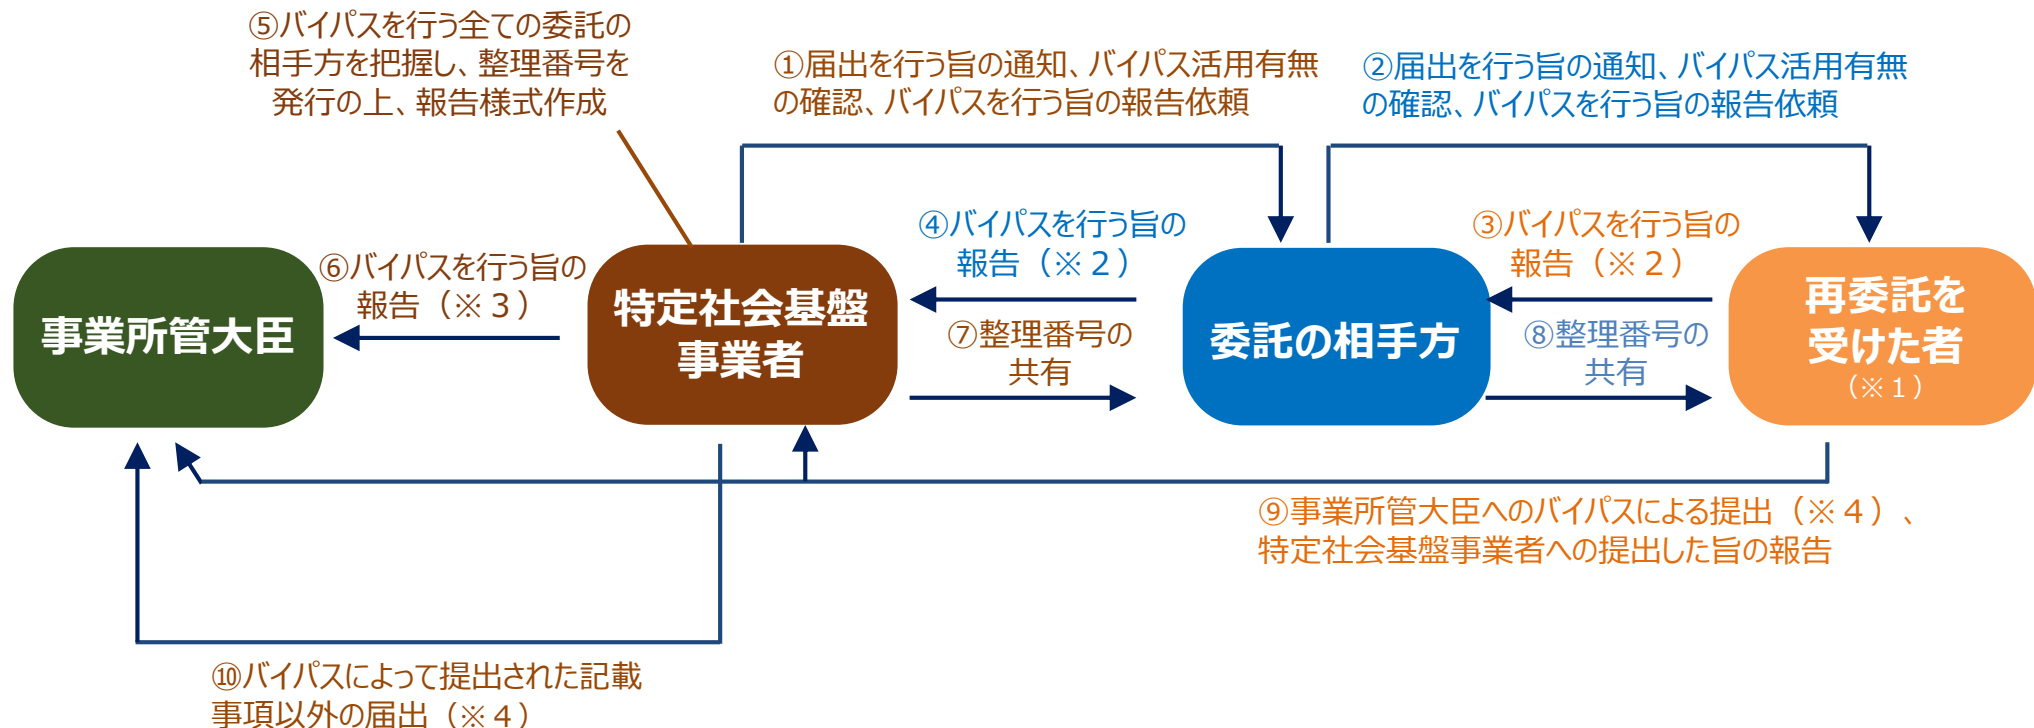 ⑤バイパスを行う全ての委託の
相手方を把握し、整理番号を
発行の上、報告様式作成
①届出を行う旨の通知、バイパス活用有無
の確認、バイパスを行う旨の報告依頼
②届出を行う旨の通知、バイパス活用有無
の確認、バイパスを行う旨の報告依頼
事業所管大臣
⑥バイパスを行う旨の
報告（※３）
特定社会基盤
事業者
④バイパスを行う旨の
報告（※２）
⑦整理番号の
共有
委託の相手方
③バイパスを行う旨の
報告（※２）
⑧整理番号の
共有
再委託を
受けた者
（※１）
⑨事業所管大臣へのバイパスによる提出（※４）、
特定社会基盤事業者への提出した旨の報告
⑩バイパスによって提出された記載
事項以外の届出（※４）